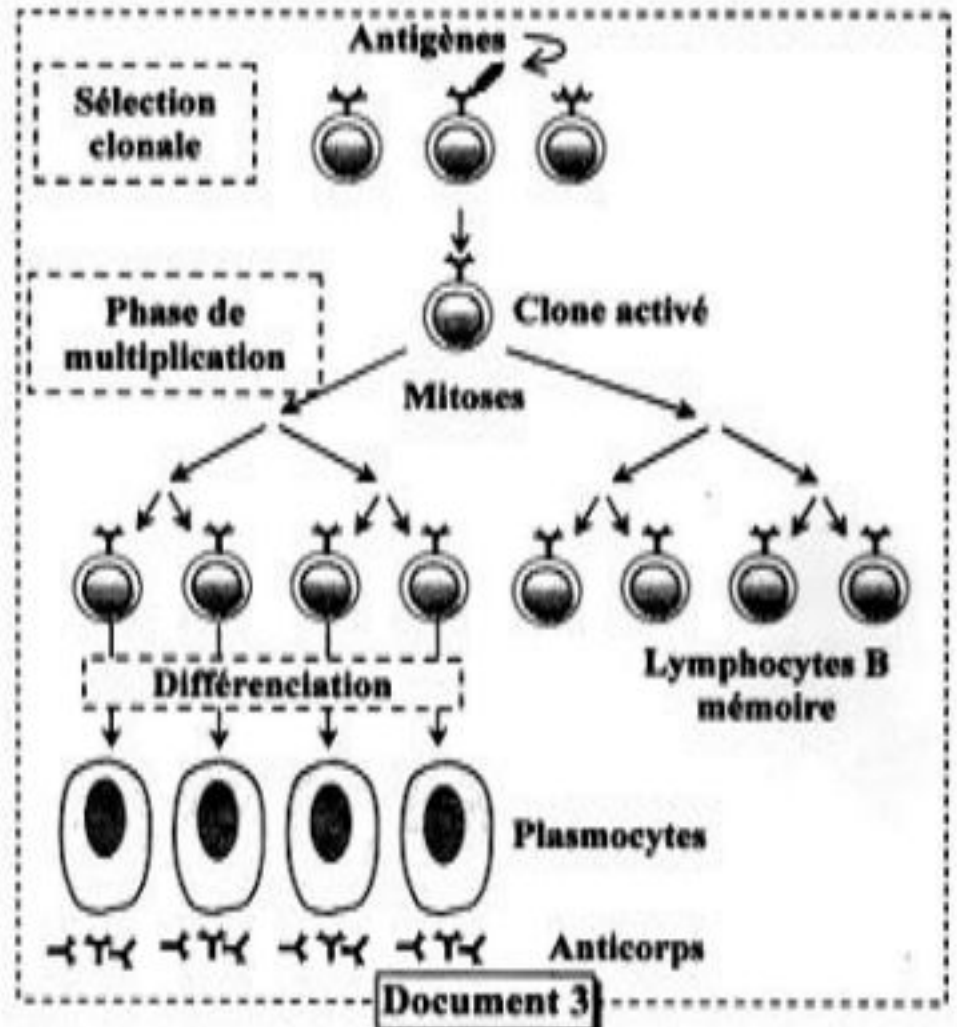 Antigènes
Sélection
clonale
Phase de
multiplication
Clone activé
Mitoses
Différenciation
Lymphocytes B
mémoire
Plasmocytes
Anticorps
Document 3